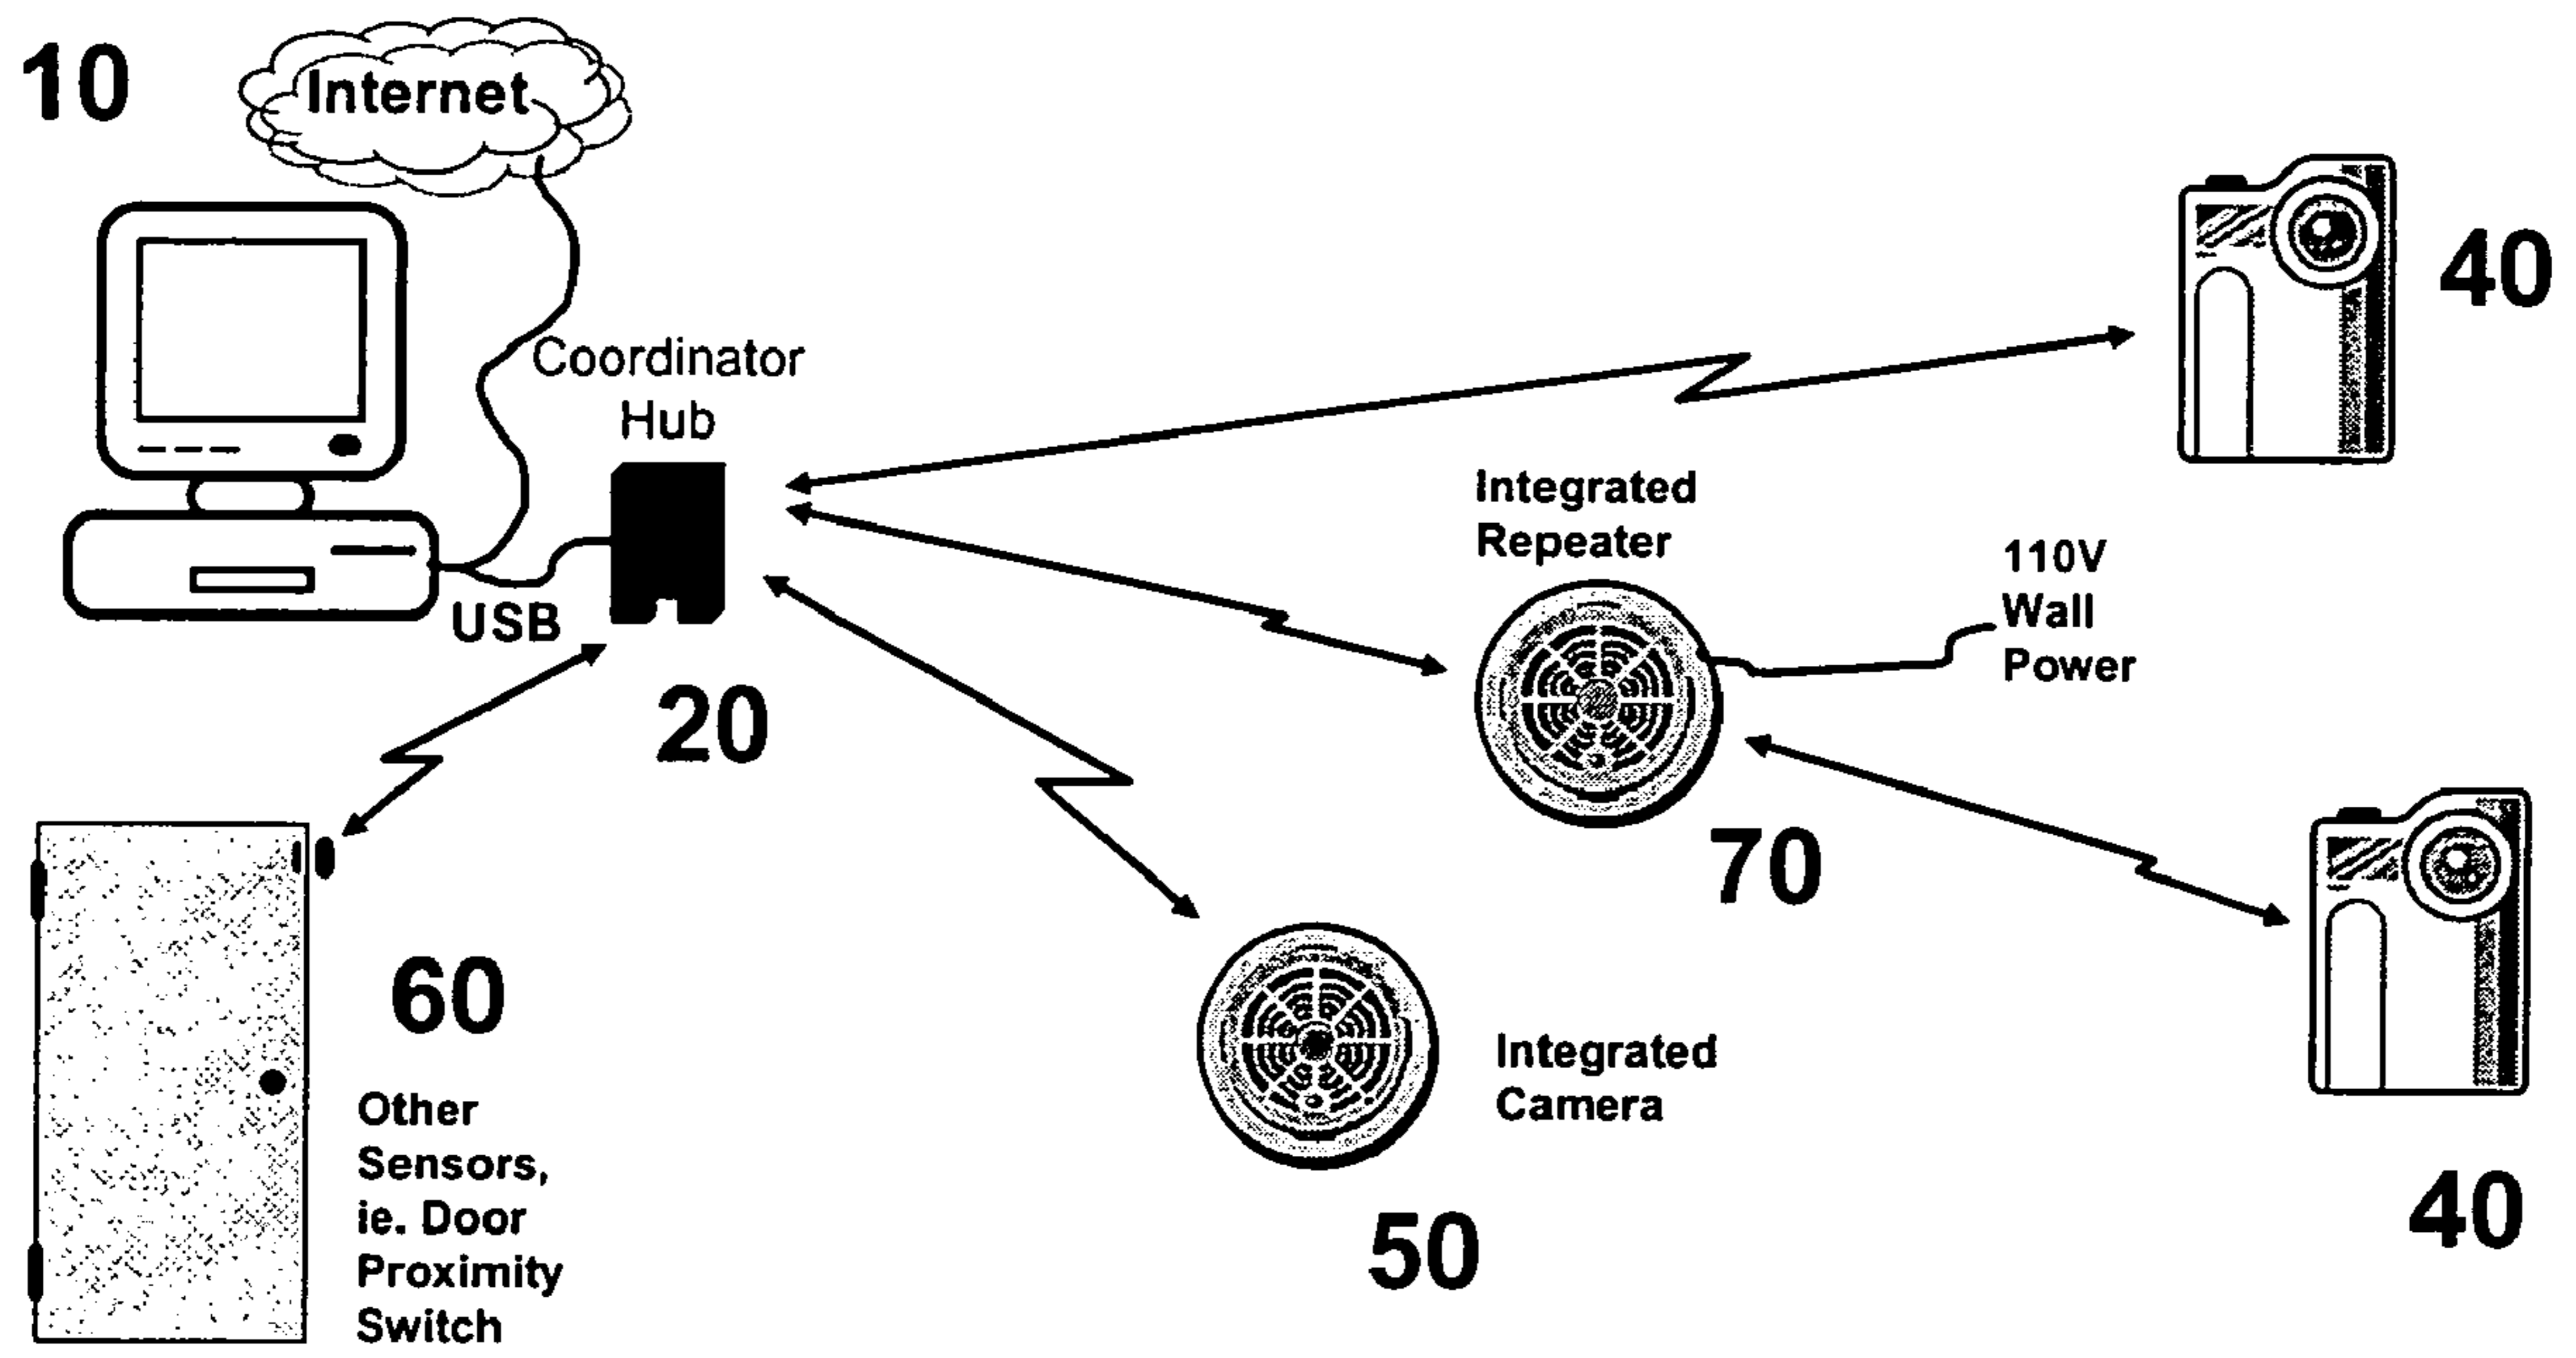 10
Internet
Coordinator
Hub
USB
20
40
Integrated
Repeater
110V
Wall
Power
70
60
Other
Sensors,
ie. Door
Proximity
Switch
Integrated
Camera
50
40